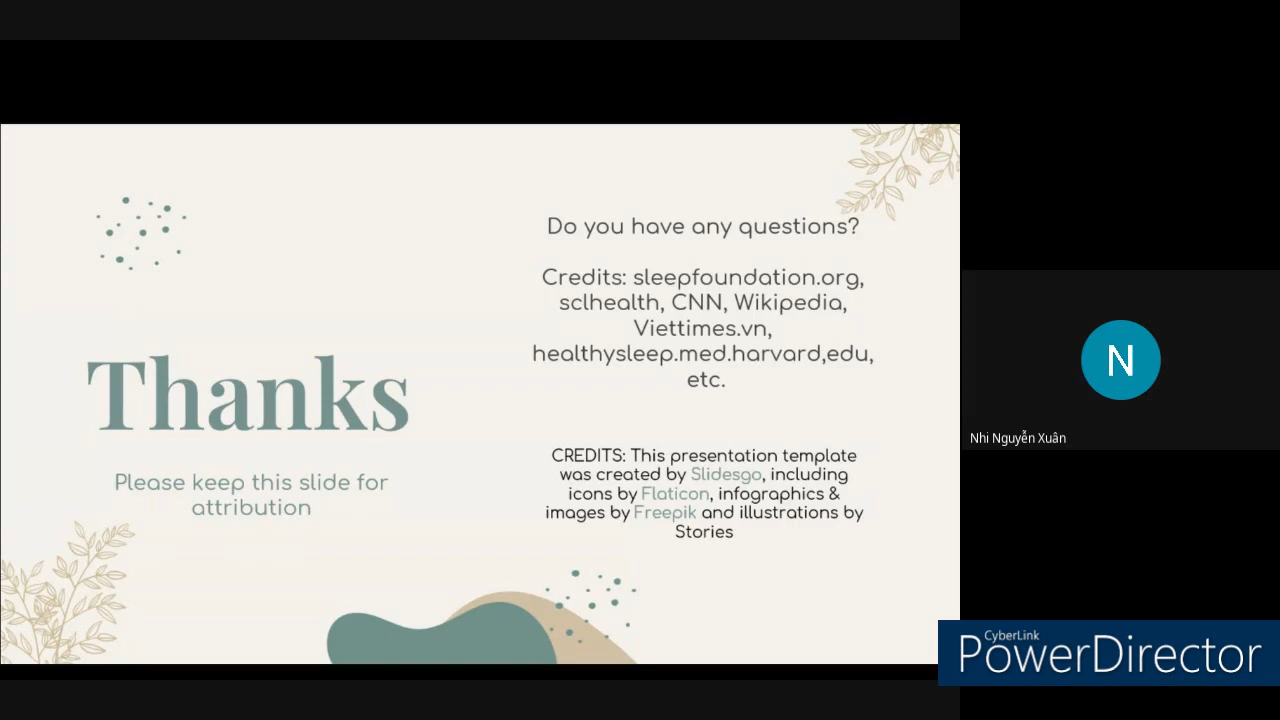 Thanks
Please keep this slide for
attribution
Do you have any questions?
Credits: sleepfoundation.org,
sclhealth, CNN, Wikipedia,
Viettimes.vn,
healthysleep.med.harvard,edu,
etc.
CREDITS: This presentation template
was created by Slidesgo, including
icons by Flaticon, infographics &
images by Freepik and illustrations by
Stories
N
Nhi Nguyễn Xuân
CyberLink
PowerDirector